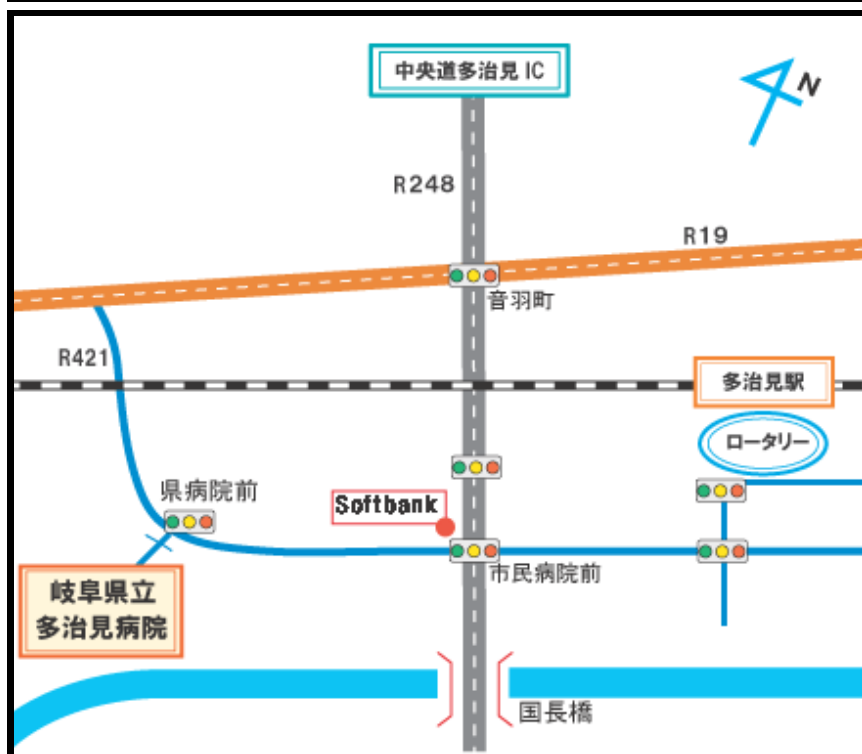 中央道多治見 IC
N
R248
R19
音羽町
R421
多治見駅
ロータリー
県病院前
Softbank
市民病院前
岐阜県立
多治見病院
国長橋